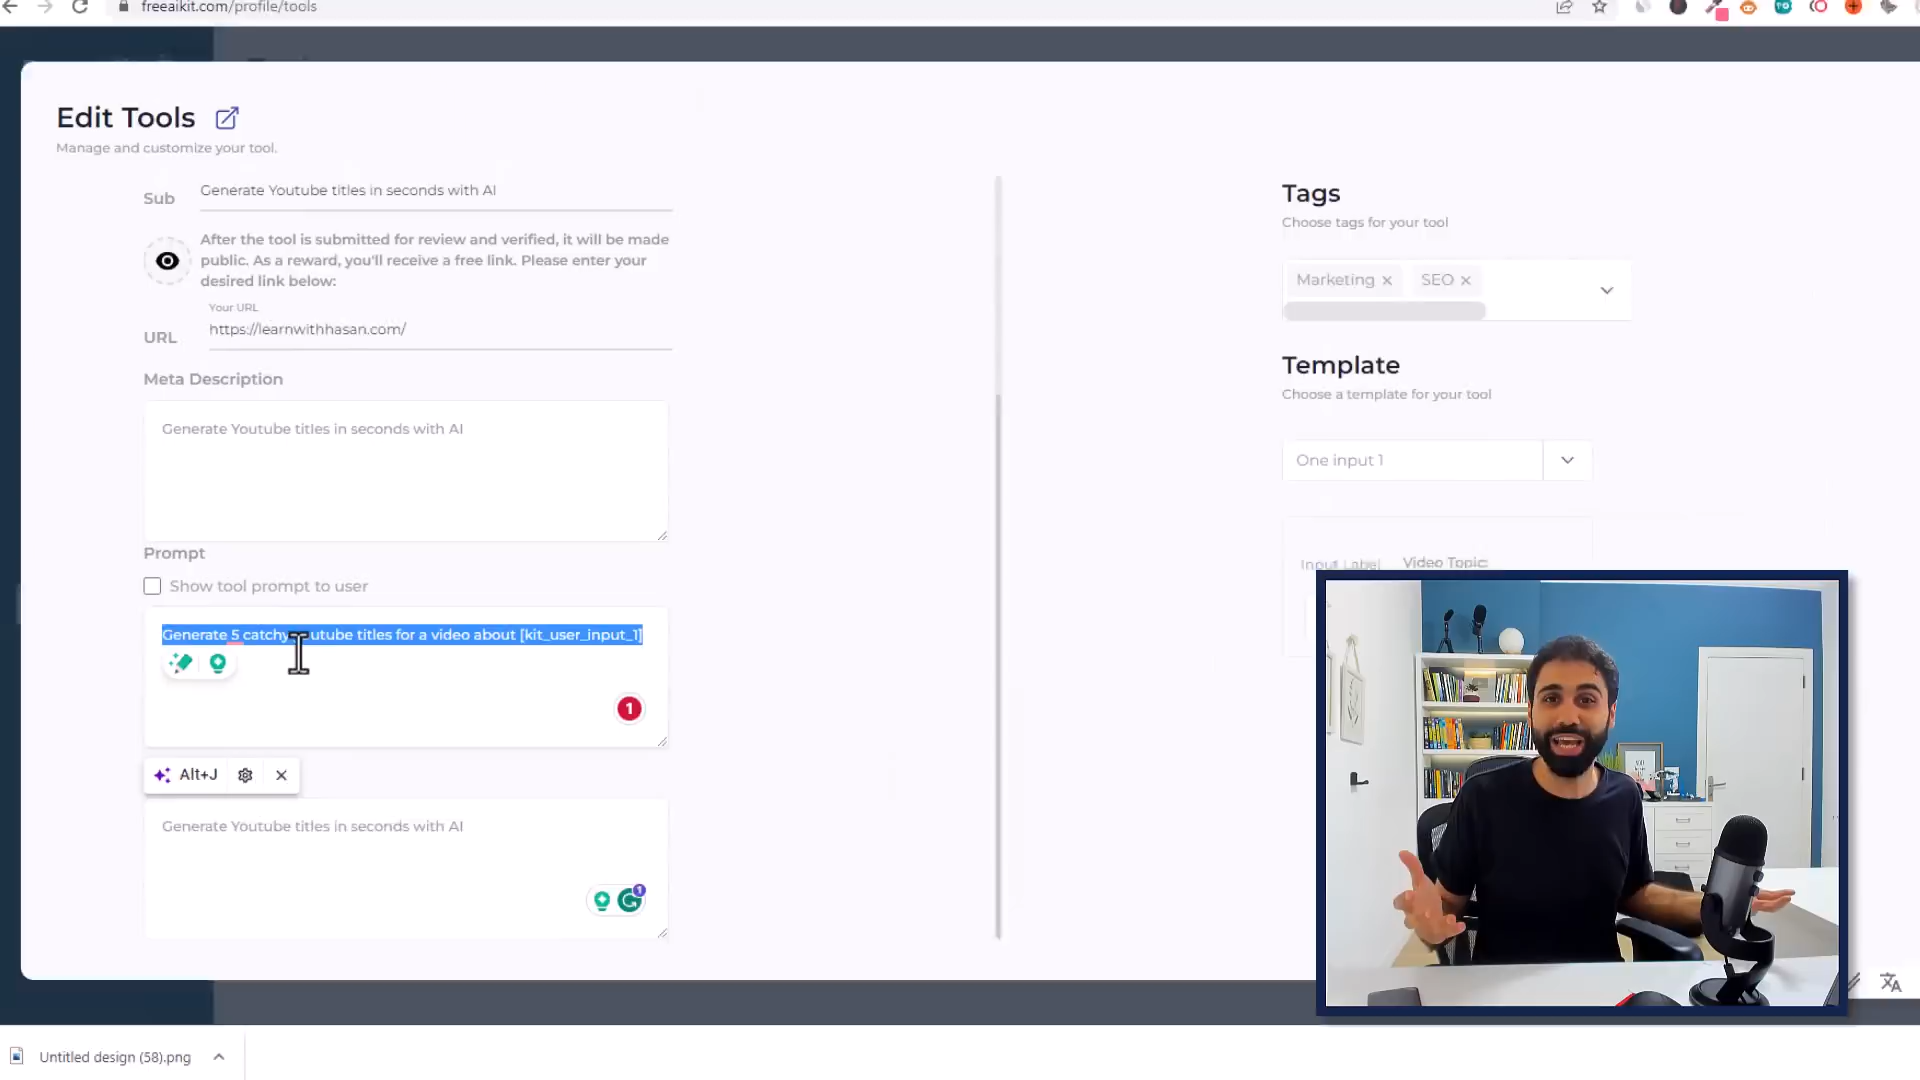 freeaikit.com/profile/tools
Edit Tools
Manage and customize your tool.
Sub
Generate Youtube titles in seconds with AI
After the tool is submitted for review and verified, it will be made
public. As a reward, you'll receive a free link. Please enter your
desired link below:
Your URL
URL
https://learnwithhasan.com/
Meta Description
Generate Youtube titles in seconds with AI
Prompt
Show tool prompt to user
Generate 5 catchy utube titles for a video about [kit_user_input_1]
1
Alt+J
Generate Youtube titles in seconds with AI
1
Tags
Choose tags for your tool
Marketing
SEO
Template
Choose a template for your tool
One input 1
Input Label
Video Topic
Untitled design (58).png